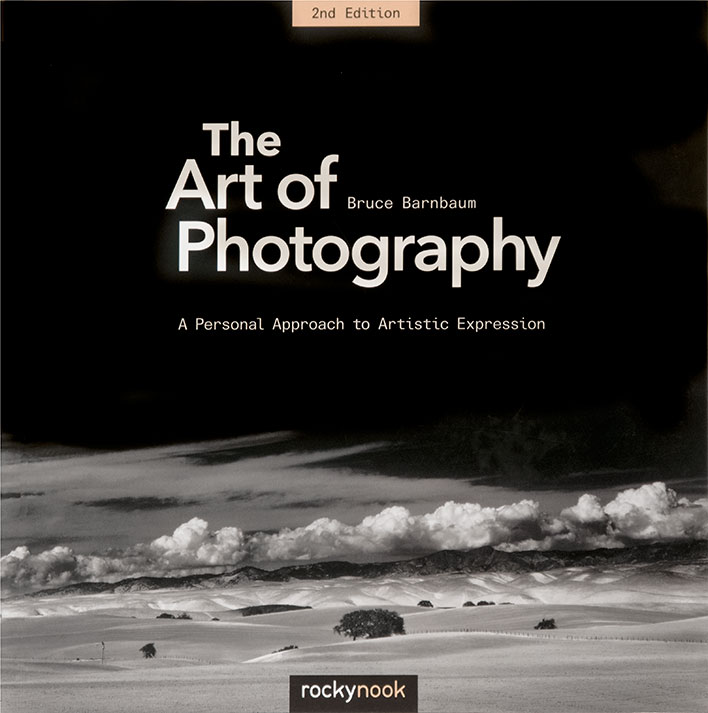 2nd Edition
The
Art of
Bruce Barnbaum
Photography
A Personal Approach to Artistic Expression
rockynook